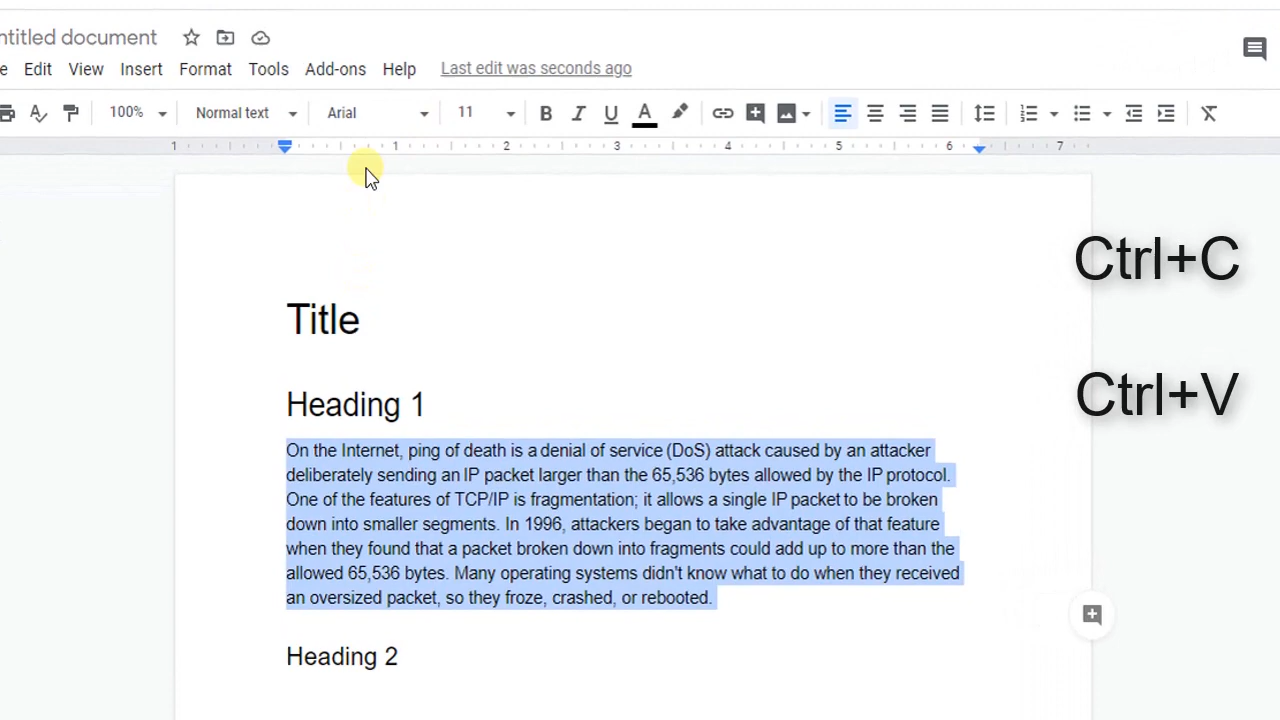 ntitled document
e Edit View Insert Format Tools Add-ons Help Last edit was seconds ago
100% Normal text Arial 11 B I U A
1 1 2 3 4 5 6 7
Ctrl+C
Title
Ctrl+V
Heading 1
On the Internet, ping of death is a denial of service (DoS) attack caused by an attacker
deliberately sending an IP packet larger than the 65,536 bytes allowed by the IP protocol.
One of the features of TCP/IP is fragmentation; it allows a single IP packet to be broken
down into smaller segments. In 1996, attackers began to take advantage of that feature
when they found that a packet broken down into fragments could add up to more than the
allowed 65,536 bytes. Many operating systems didn't know what to do when they received
an oversized packet, so they froze, crashed, or rebooted.
Heading 2